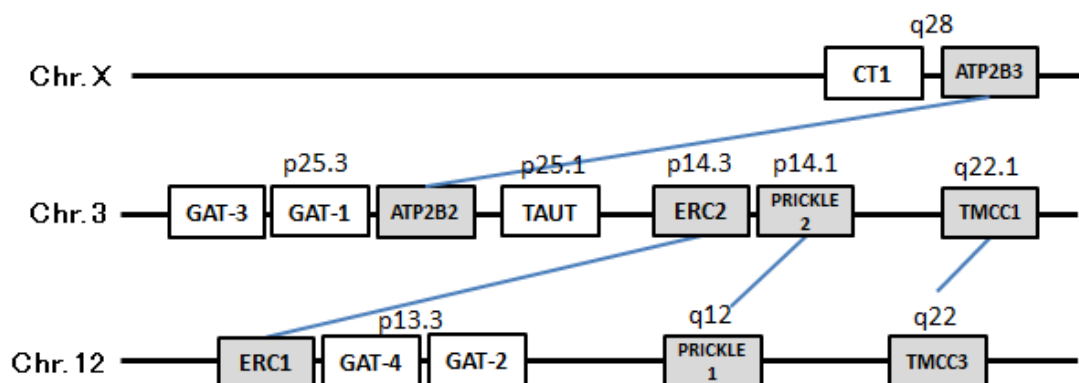 q28
Chr. X CT1 ATP2B3
p25.3 p25.1 p14.3 p14.1 q22.1
Chr. 3 GAT-3 GAT-1 ATP2B2 TAUT ERC2 PRICKLE 2 TMCC1
p13.3 q12 q22
Chr. 12 ERC1 GAT-4 GAT-2 PRICKLE 1 TMCC3